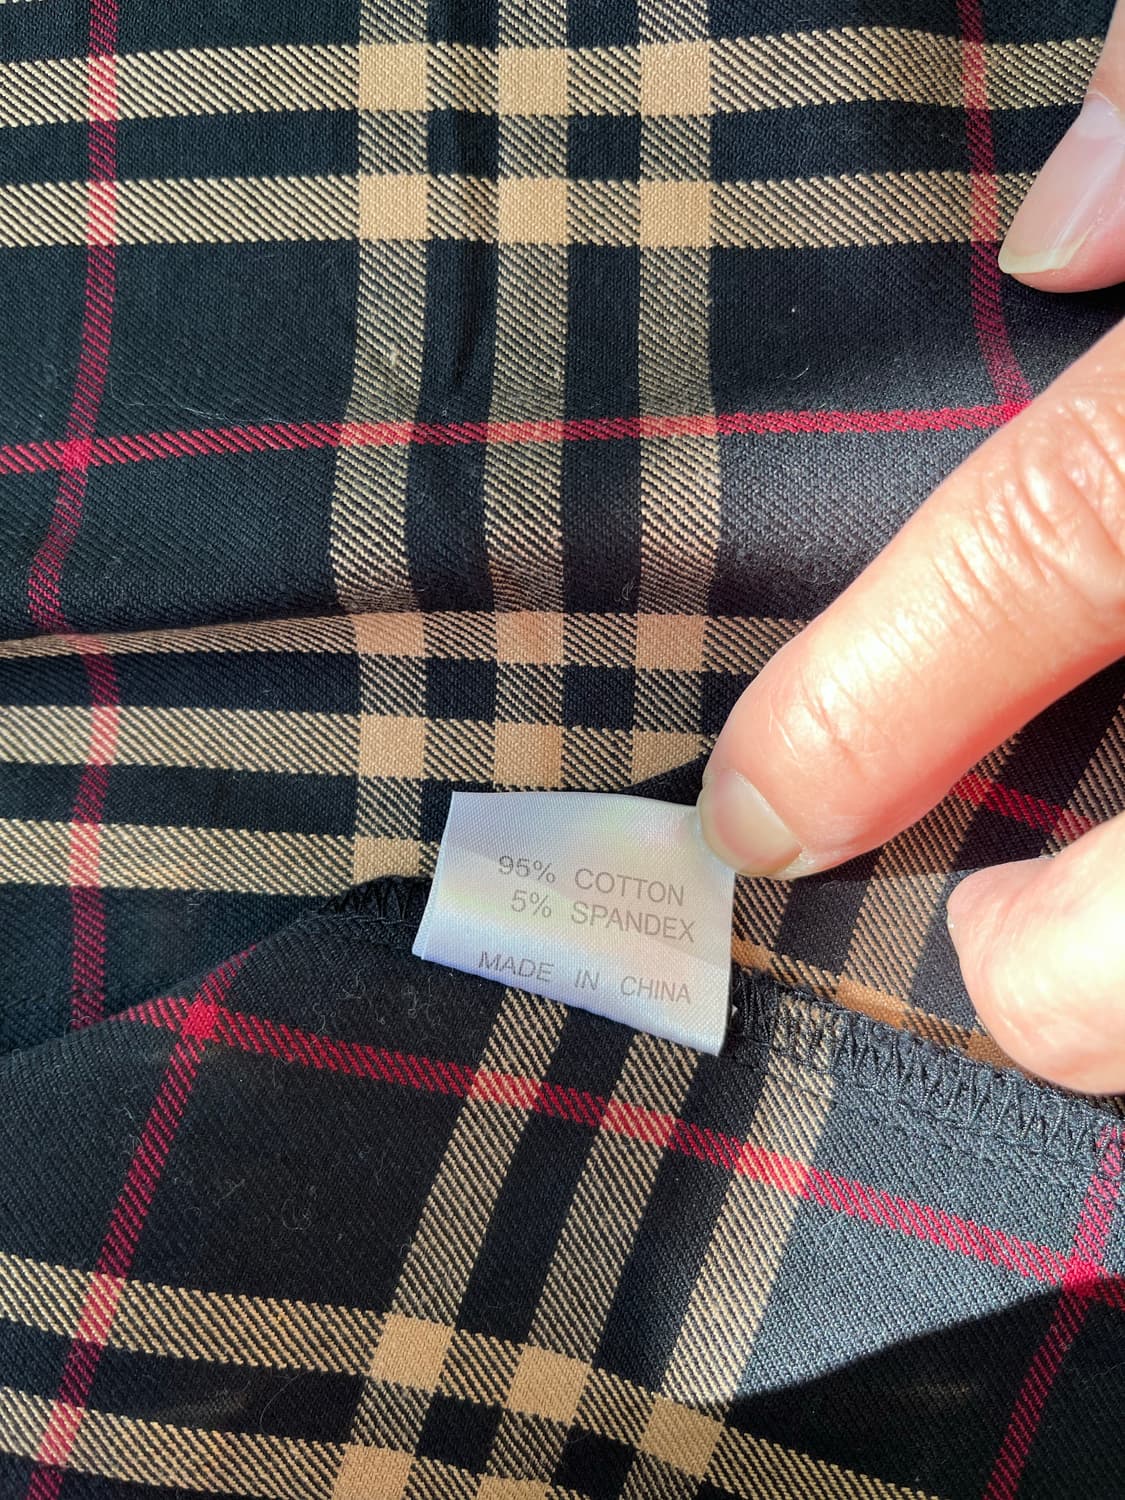 95% COTTON
5% SPANDEX
MADE IN CHINA